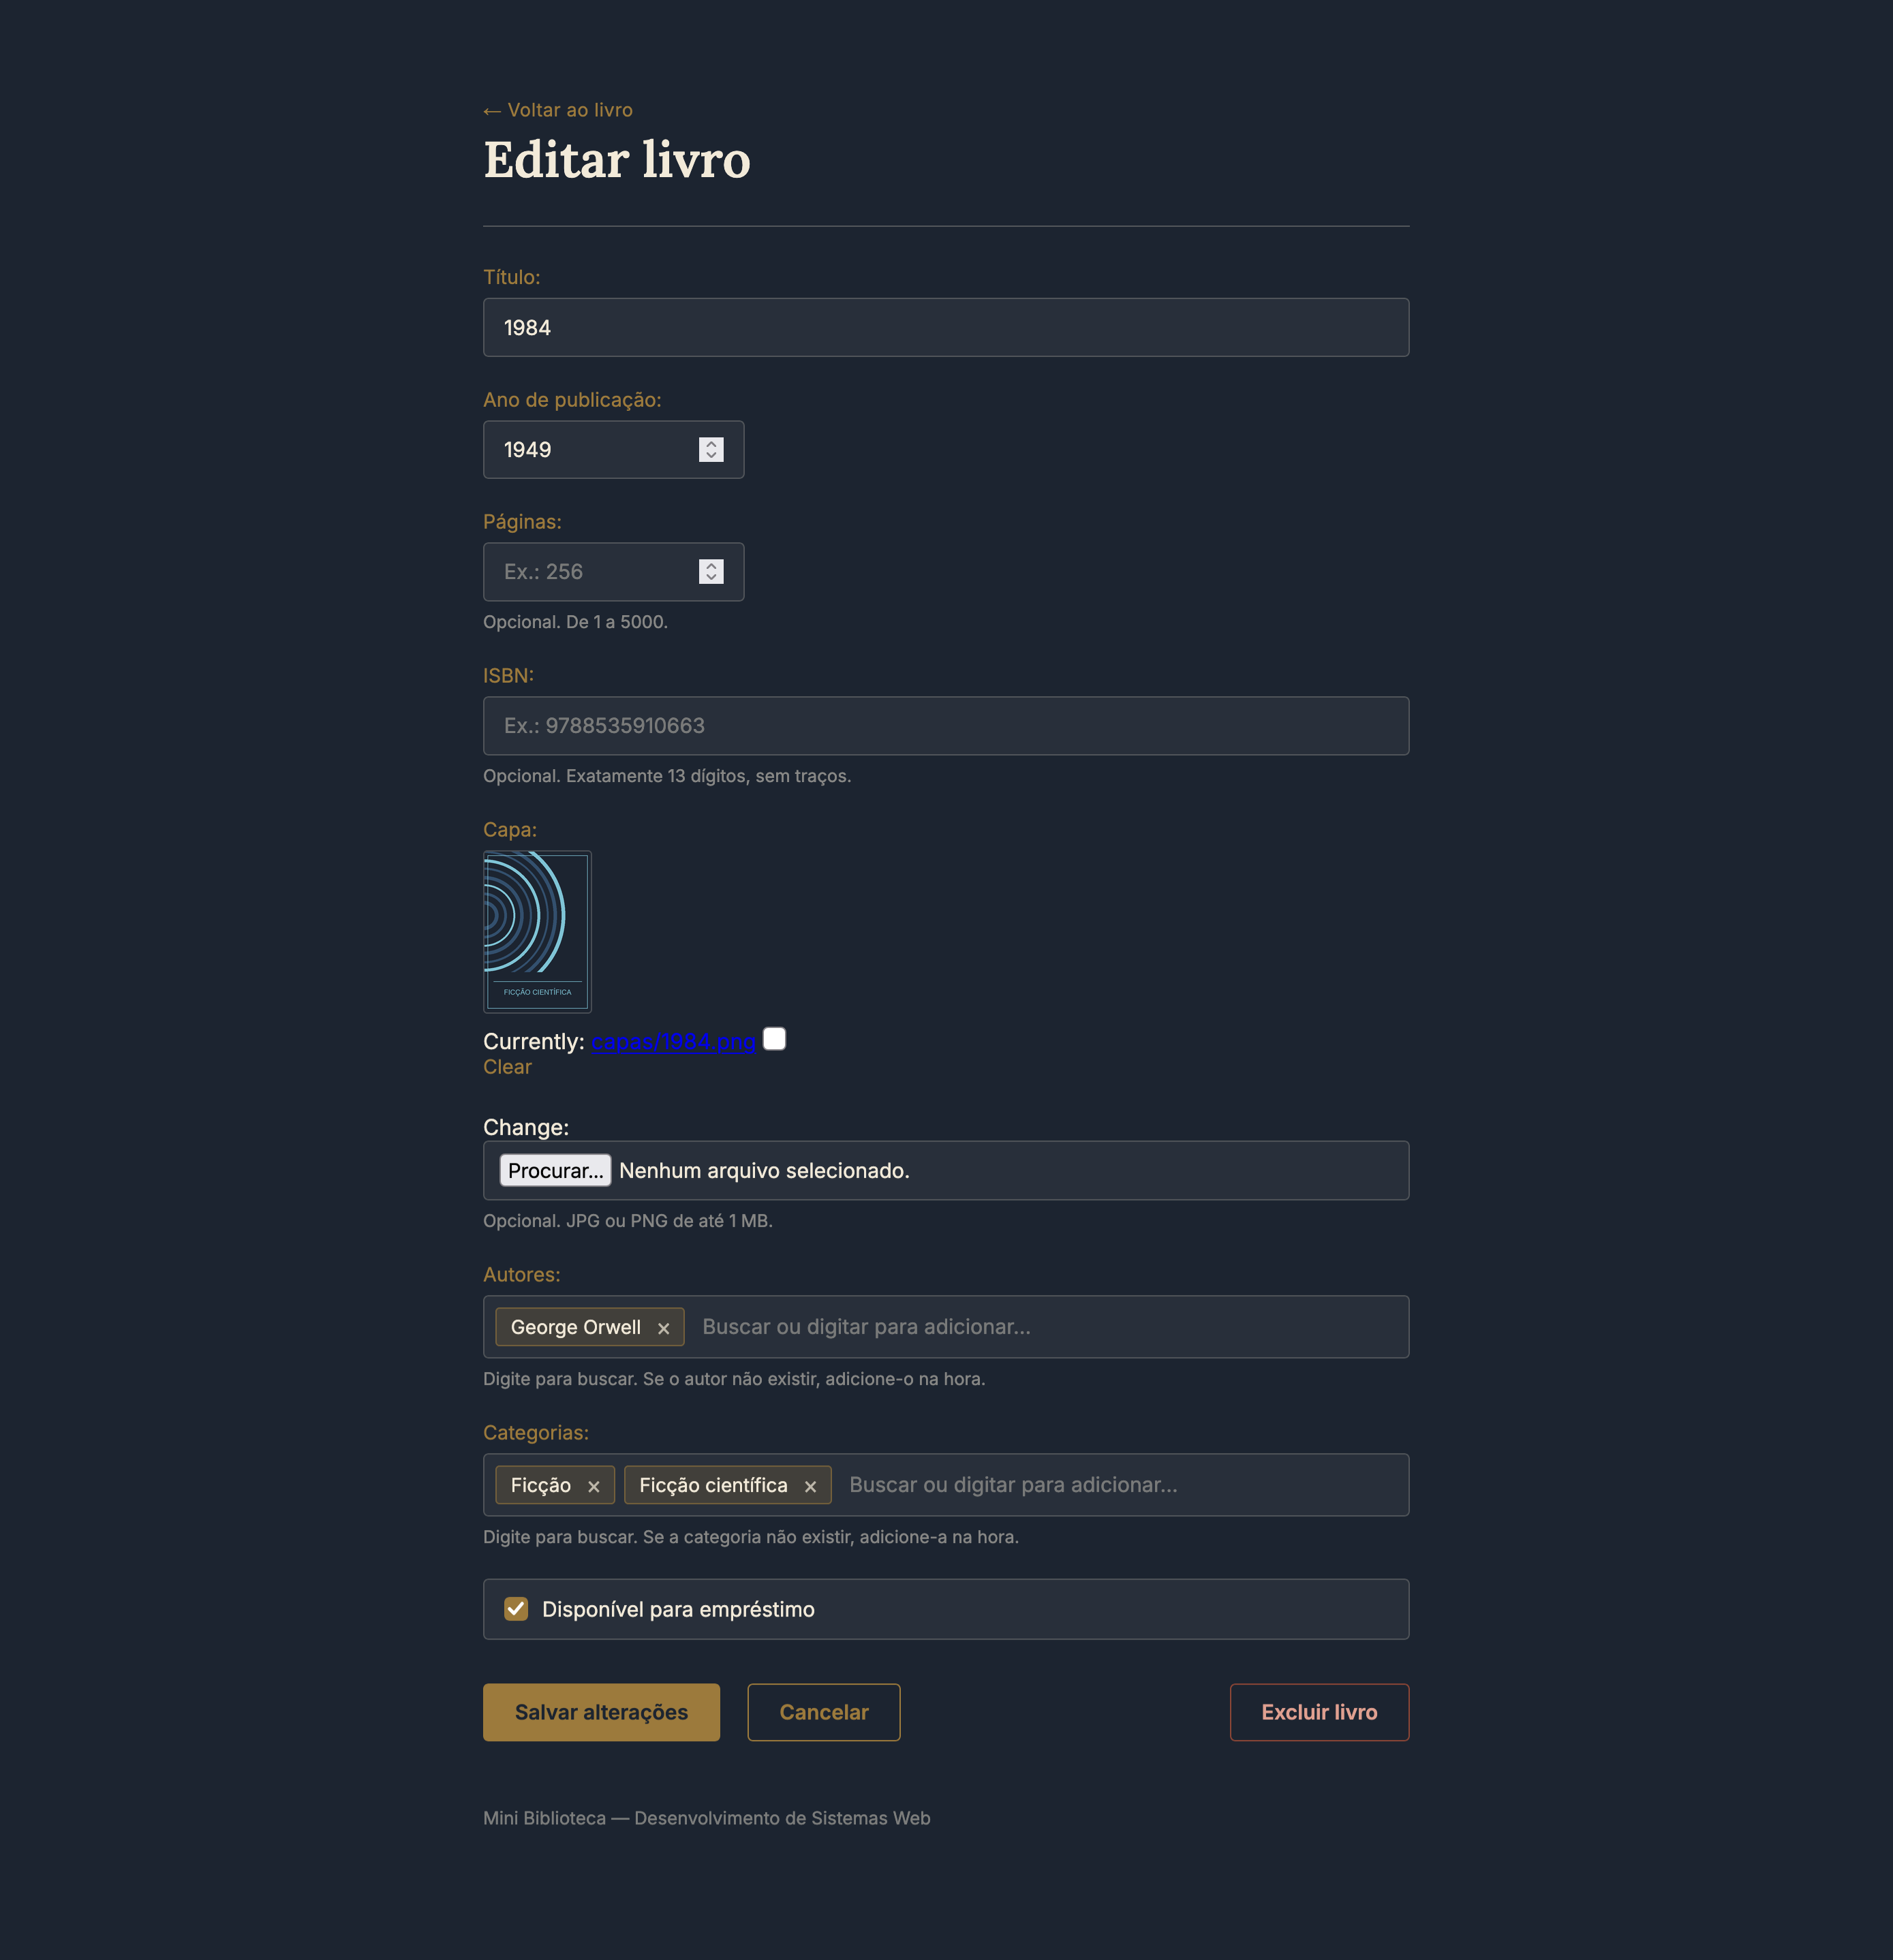 ← Voltar ao livro
Editar livro
Título:
1984
Ano de publicação:
1949
Páginas:
Ex.: 256
Opcional. De 1 a 5000.
ISBN:
Ex.: 9788535910663
Opcional. Exatamente 13 dígitos, sem traços.
Capa:
FICÇÃO CIENTÍFICA
Currently: capas/1984.png
Clear
Change:
Procurar... Nenhum arquivo selecionado.
Opcional. JPG ou PNG de até 1 MB.
Autores:
George Orwell × Buscar ou digitar para adicionar...
Digite para buscar. Se o autor não existir, adicione-o na hora.
Categorias:
Ficção × Ficção científica × Buscar ou digitar para adicionar...
Digite para buscar. Se a categoria não existir, adicione-a na hora.
Disponível para empréstimo
Salvar alterações Cancelar Excluir livro
Mini Biblioteca — Desenvolvimento de Sistemas Web